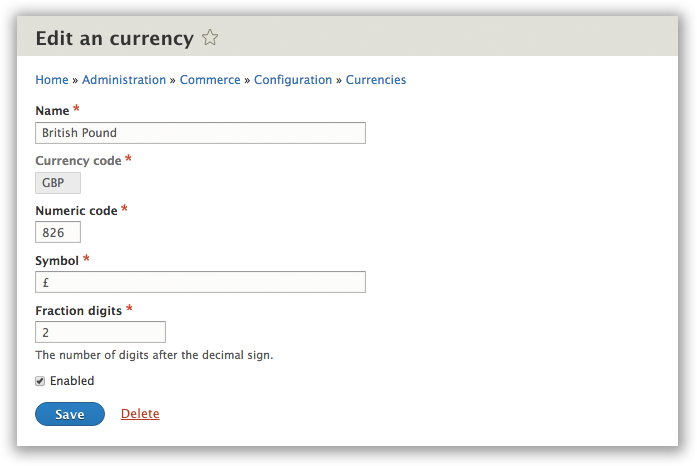 Edit an currency
Home » Administration » Commerce » Configuration » Currencies
Name *
British Pound
Currency code *
GBP
Numeric code *
826
Symbol *
£
Fraction digits *
2
The number of digits after the decimal sign.
Enabled
Save Delete